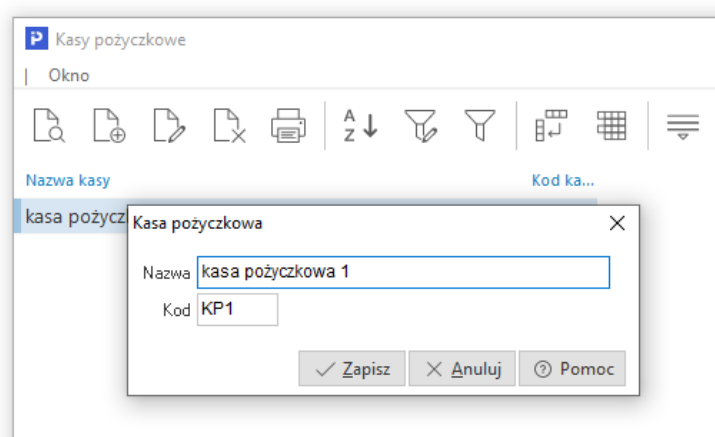 Kasy pożyczkowe
| Okno
A
Z
Nazwa kasy Kod ka...
kasa pożycz
Kasa pożyczkowa
Nazwa kasa pożyczkowa 1
Kod KP1
Zapisz Anuluj Pomoc